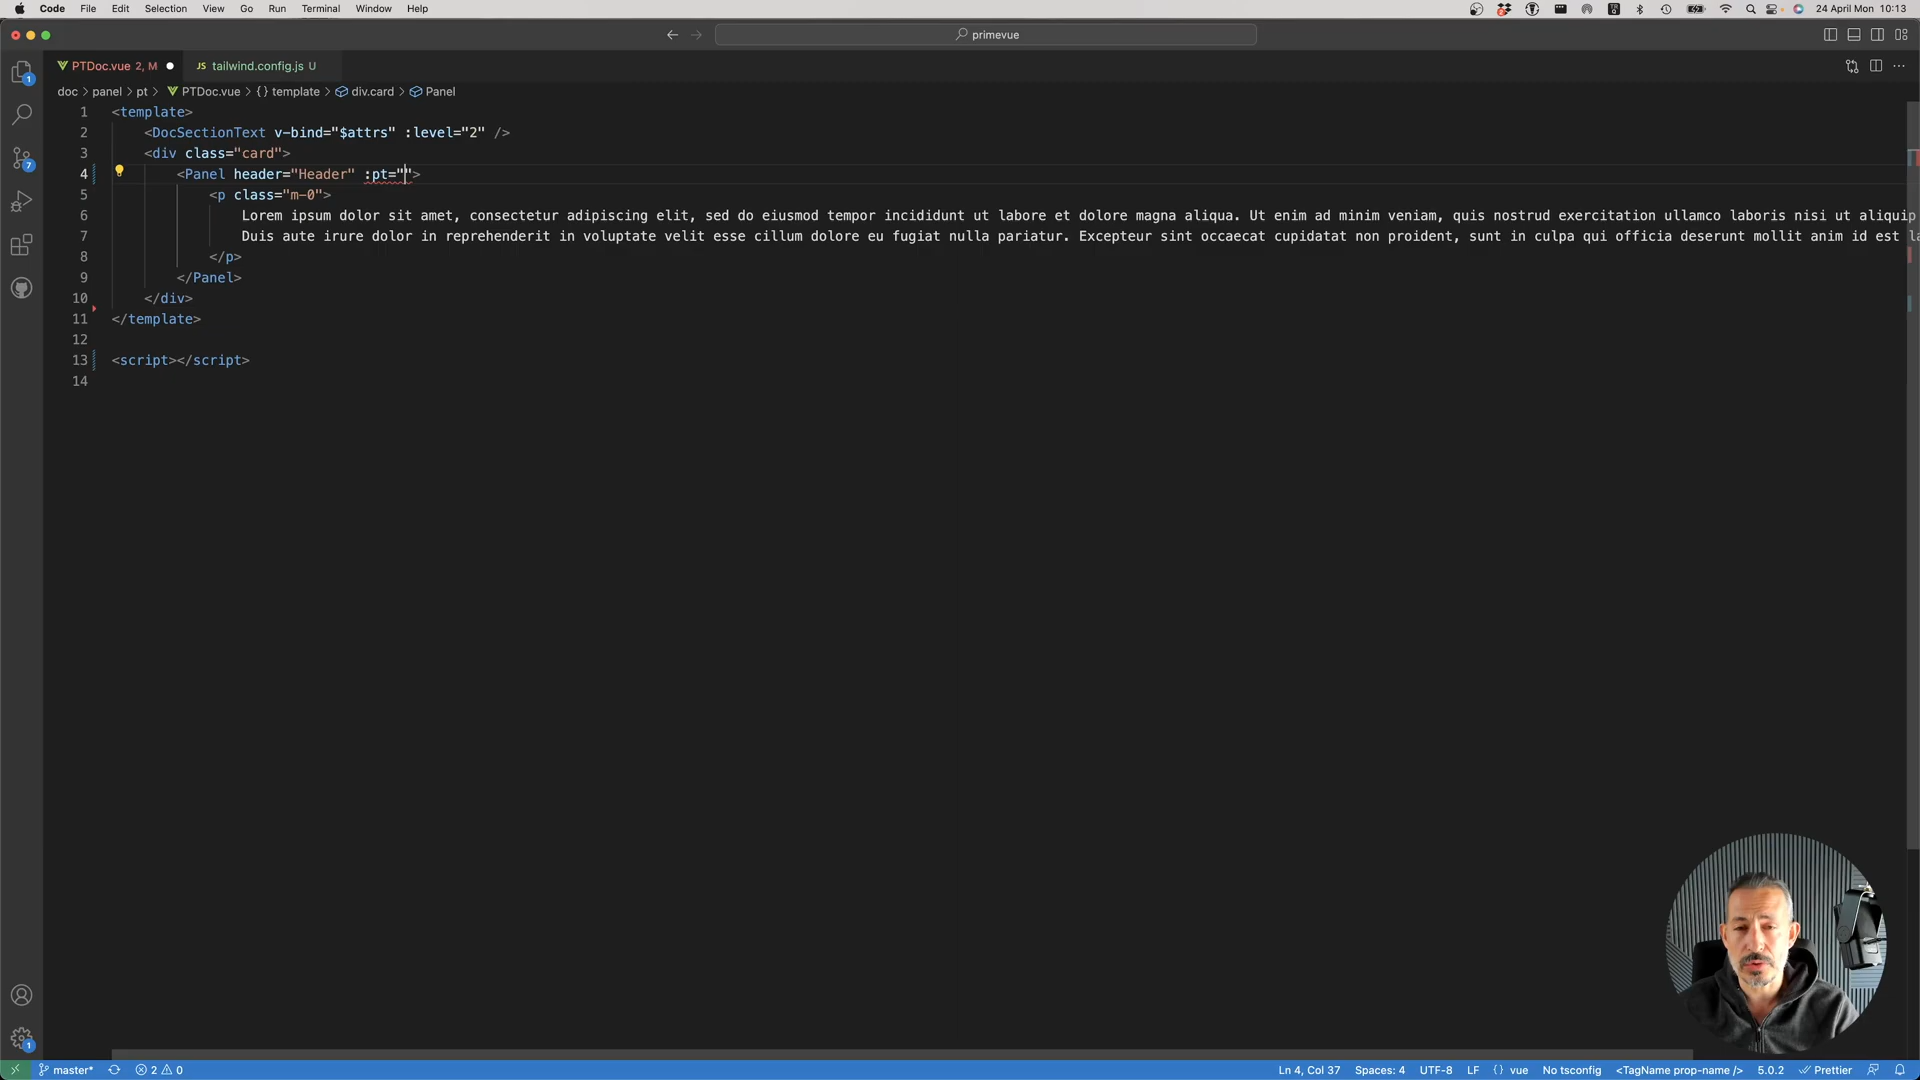 Code File Edit Selection View Go Run Terminal Window Help 24 April Mon 10:13
primevue
PTDoc.vue 2, M JS tailwind.config.js U
doc > panel > pt > PTDoc.vue > {} template > div.card > Panel
1 <template>
2 <DocSectionText v-bind="$attrs" :level="2" />
3 <div class="card">
4 <Panel header="Header" :pt="">
5 <p class="m-0">
6 Lorem ipsum dolor sit amet, consectetur adipiscing elit, sed do eiusmod tempor incididunt ut labore et dolore magna aliqua. Ut enim ad minim veniam, quis nostrud exercitation ullamco laboris nisi ut aliquip
7 Duis aute irure dolor in reprehenderit in voluptate velit esse cillum dolore eu fugiat nulla pariatur. Excepteur sint occaecat cupidatat non proident, sunt in culpa qui officia deserunt mollit anim id est la
8 </p>
9 </Panel>
10 </div>
11 </template>
12
13 <script></script>
14
1
7
1
master* 2 0 Ln 4, Col 37 Spaces: 4 UTF-8 LF {} vue No tsconfig <TagName prop-name /> 5.0.2 Prettier